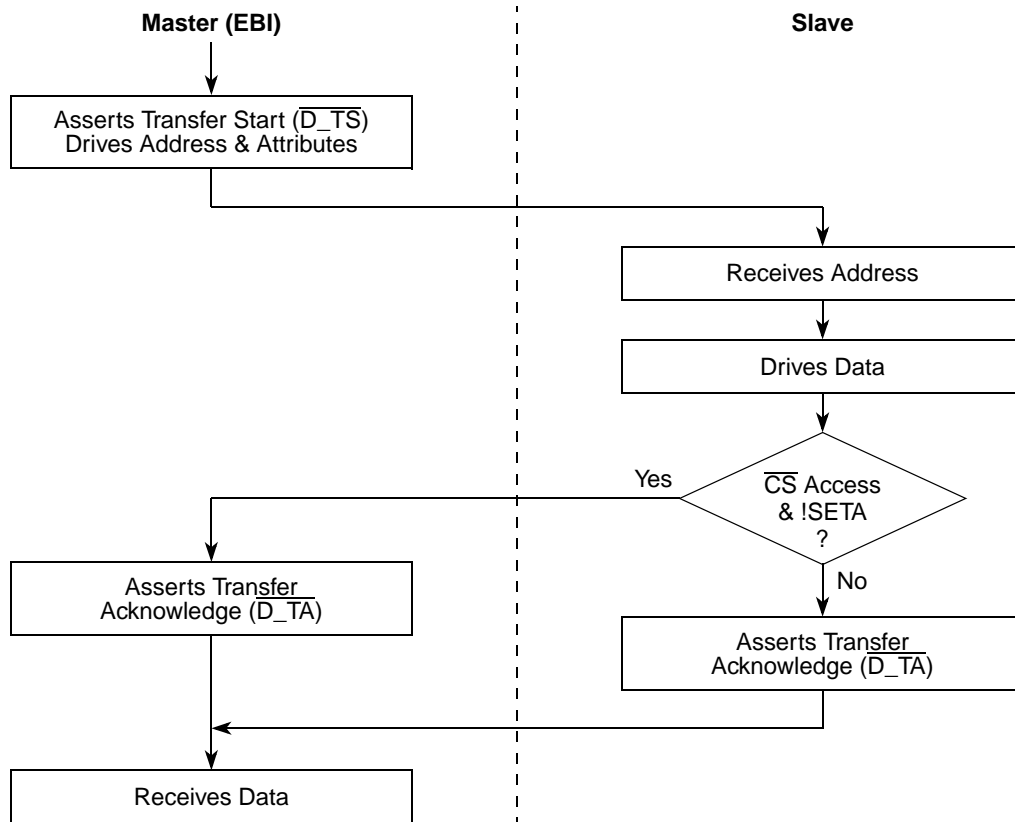 Master (EBI)
Slave
Asserts Transfer Start (D_TS)
Drives Address & Attributes
Receives Address
Drives Data
Yes
CS Access
& !SETA
?
No
Asserts Transfer
Acknowledge (D_TA)
Asserts Transfer
Acknowledge (D_TA)
Receives Data